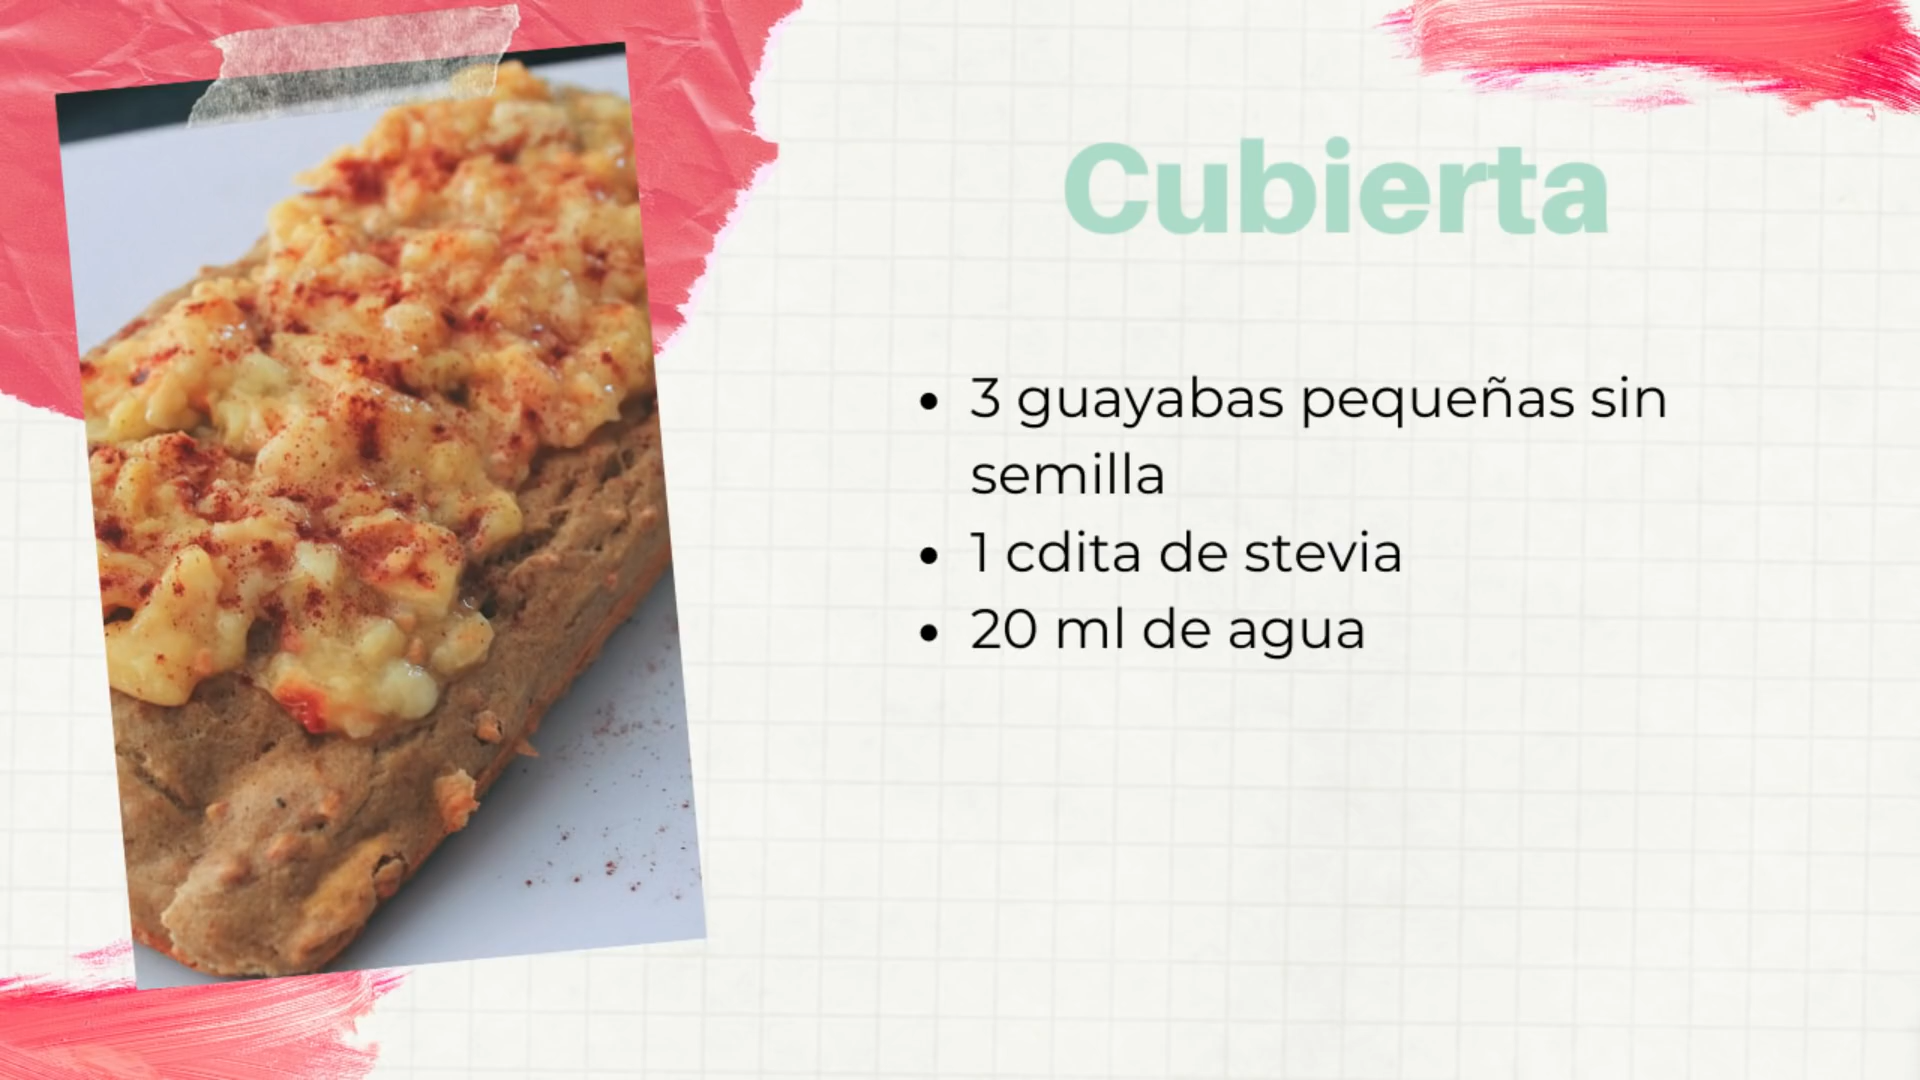 Cubierta
• 3 guayabas pequeñas sin
semilla
• 1 cdita de stevia
• 20 ml de agua